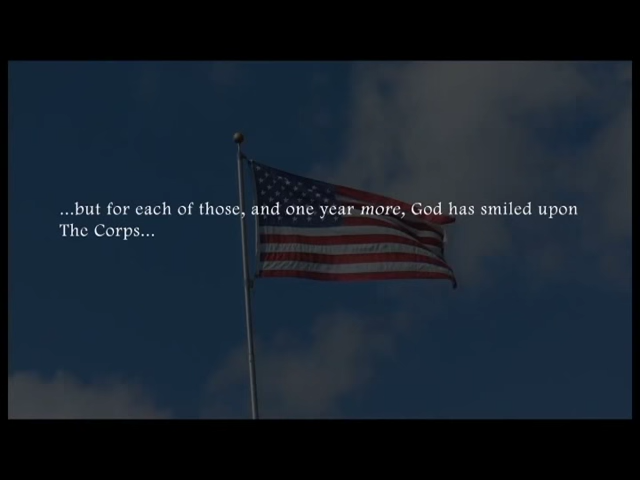 ...but for each of those, and one year more, God has smiled upon
The Corps...